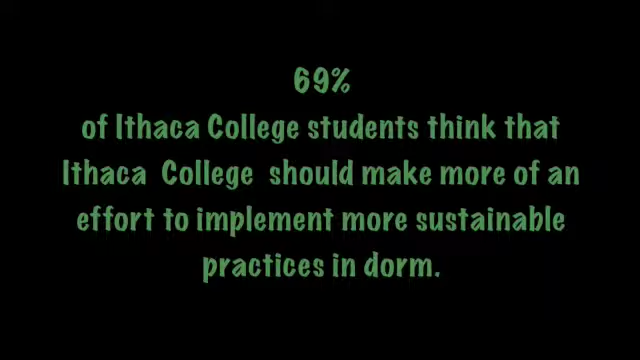 69%
of Ithaca College students think that
Ithaca College should make more of an
effort to implement more sustainable
practices in dorm.